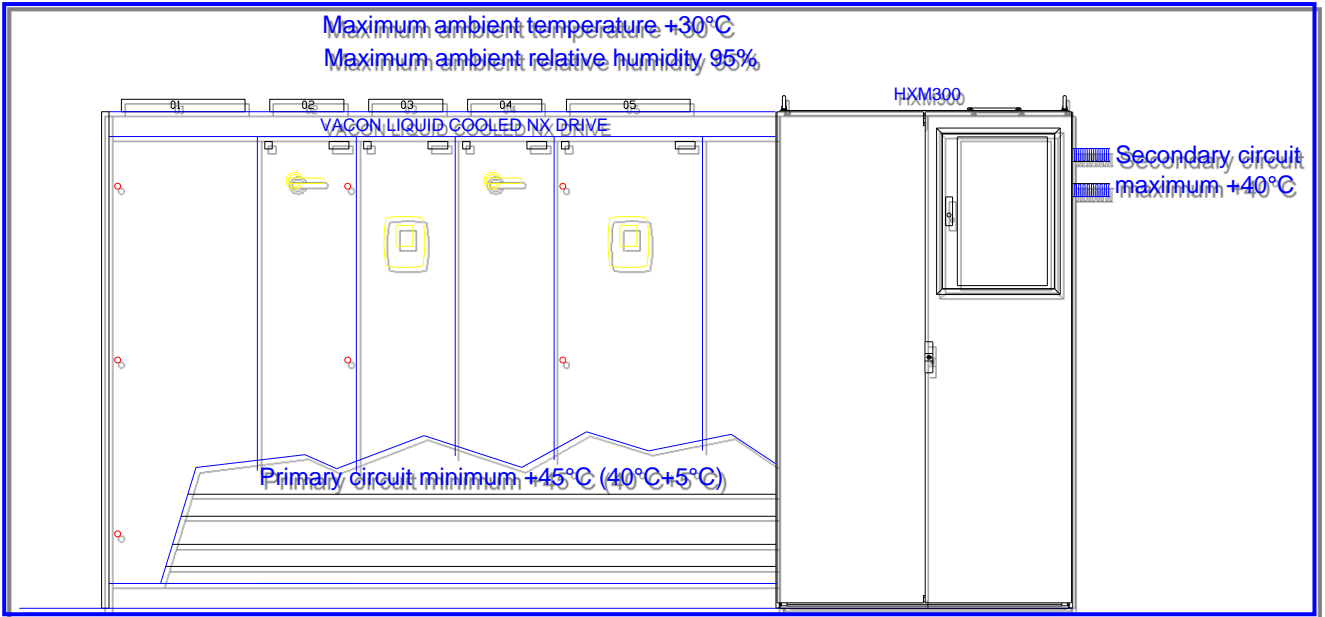 Maximum ambient temperature +30°C
Maximum ambient relative humidity 95%
HXM300
01 02 03 04 05
VACON LIQUID COOLED NX DRIVE
Secondary circuit
maximum +40°C
Primary circuit minimum +45°C (40°C+5°C)